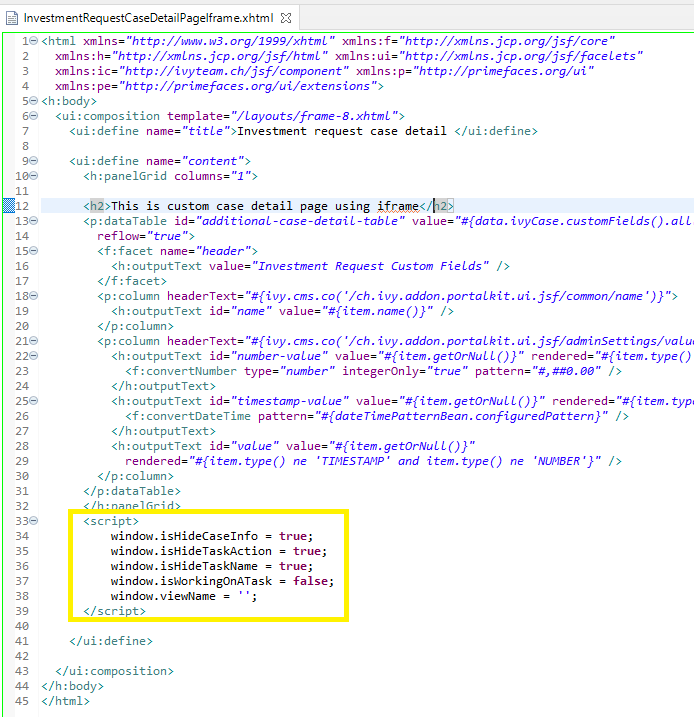 InvestmentRequestCaseDetailPageIframe.xhtml
1 <html xmlns="http://www.w3.org/1999/xhtml" xmlns:f="http://xmlns.jcp.org/jsf/core"
2 xmlns:h="http://xmlns.jcp.org/jsf/html" xmlns:ui="http://xmlns.jcp.org/jsf/facelets"
3 xmlns:ic="http://ivyteam.ch/jsf/component" xmlns:p="http://primefaces.org/ui"
4 xmlns:pe="http://primefaces.org/ui/extensions">
5 <h:body>
6 <ui:composition template="/layouts/frame-8.xhtml">
7 <ui:define name="title">Investment request case detail </ui:define>
8
9 <ui:define name="content">
10 <h:panelGrid columns="1">
11
12 <h2>This is custom case detail page using iframe</h2>
13 <p:dataTable id="additional-case-detail-table" value="#{data.ivyCase.customFields().all
14 reflow="true">
15 <f:facet name="header">
16 <h:outputText value="Investment Request Custom Fields" />
17 </f:facet>
18 <p:column headerText="#{ivy.cms.co('/ch.ivy.addon.portalkit.ui.jsf/common/name')}">
19 <h:outputText id="name" value="#{item.name()}" />
20 </p:column>
21 <p:column headerText="#{ivy.cms.co('/ch.ivy.addon.portalkit.ui.jsf/adminSettings/valu
22 <h:outputText id="number-value" value="#{item.getOrNull()}" rendered="#{item.type()
23 <f:convertNumber type="number" integerOnly="true" pattern="#,##0.00" />
24 </h:outputText>
25 <h:outputText id="timestamp-value" value="#{item.getOrNull()}" rendered="#{item.type
26 <f:convertDateTime pattern="#{dateTimePatternBean.configuredPattern}" />
27 </h:outputText>
28 <h:outputText id="value" value="#{item.getOrNull()}"
29 rendered="#{item.type() ne 'TIMESTAMP' and item.type() ne 'NUMBER'}" />
30 </p:column>
31 </p:dataTable>
32 </h:panelGrid>
33 <script>
34 window.isHideCaseInfo = true;
35 window.isHideTaskAction = true;
36 window.isHideTaskName = true;
37 window.isWorkingOnATask = false;
38 window.viewName = '';
39 </script>
40
41 </ui:define>
42
43 </ui:composition>
44 </h:body>
45 </html>